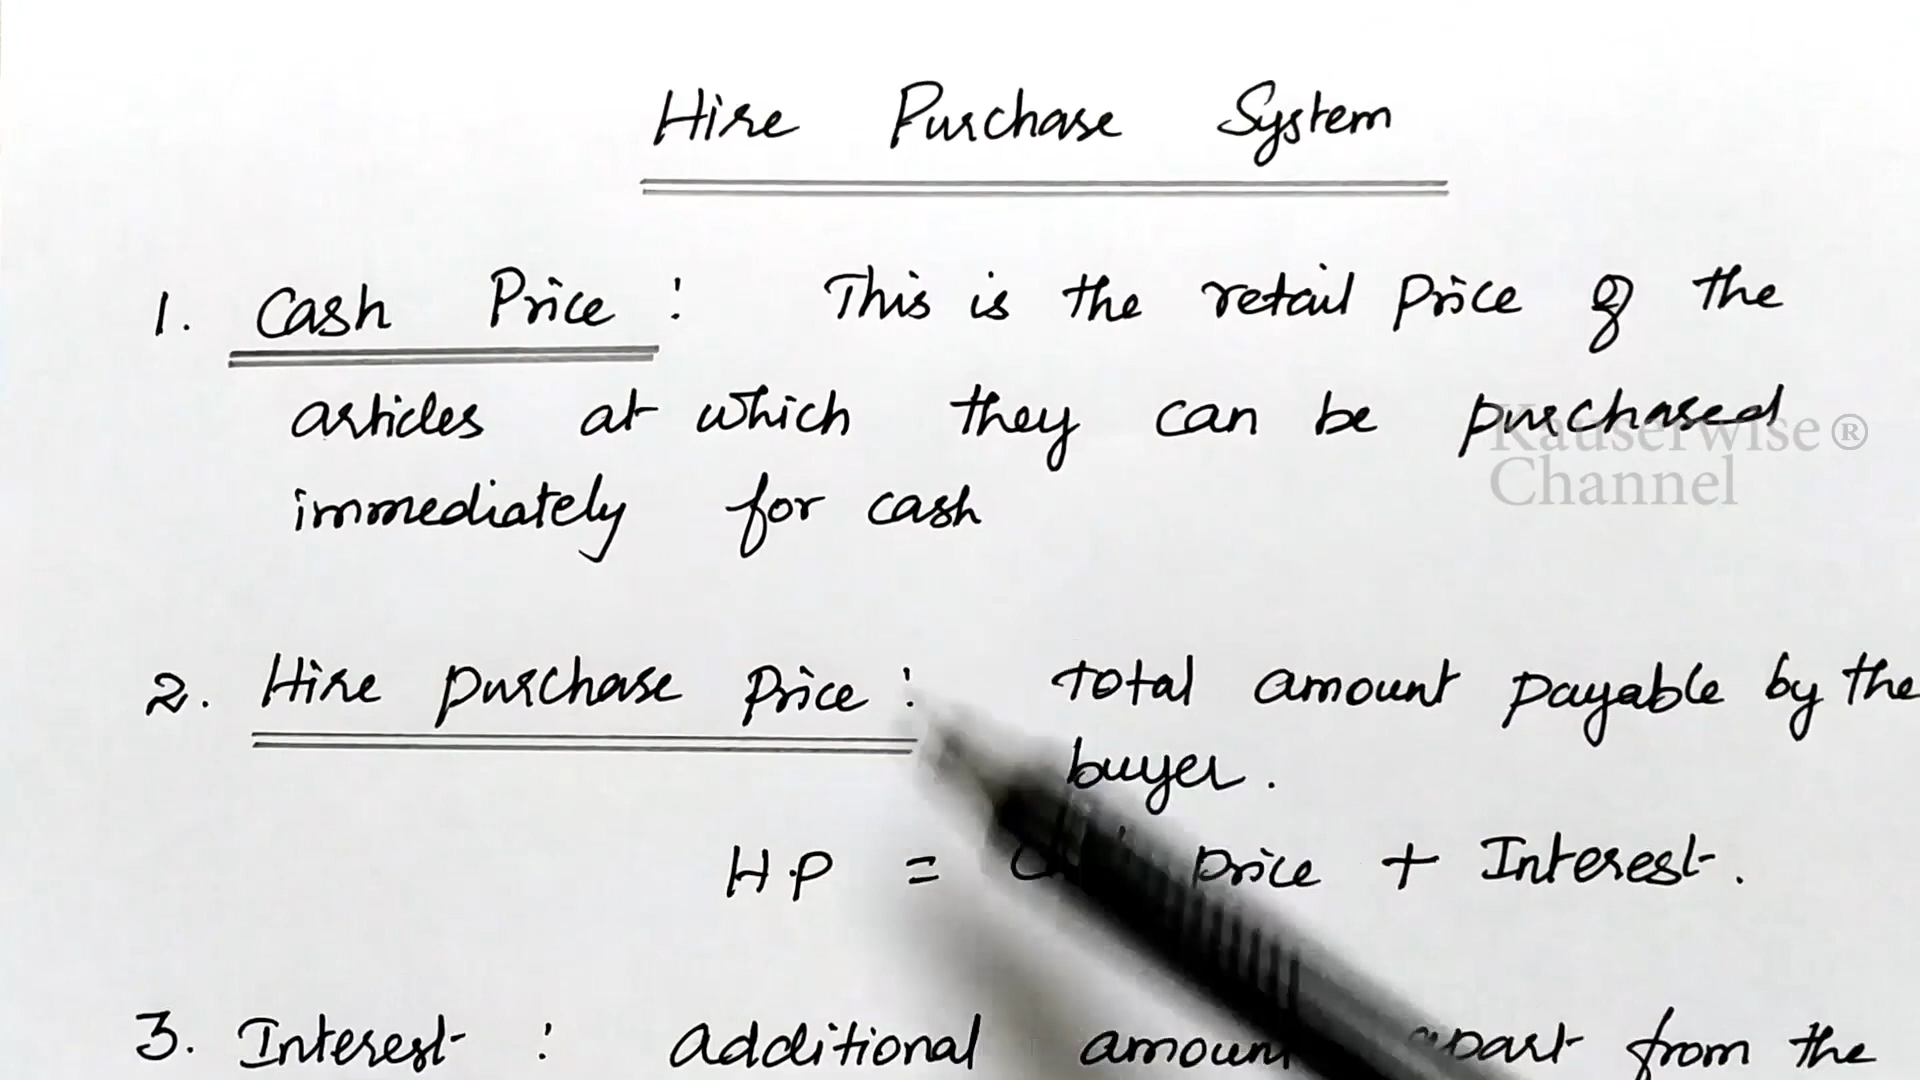 Hire Purchase System
1. Cash Price : This is the retail price of the
articles at which they can be purchased
immediately for cash
Kauserwise®
Channel
2. Hire purchase Price : total amount payable by the
buyer.
H.P = price + Interest.
3. Interest : additional amount apart from the